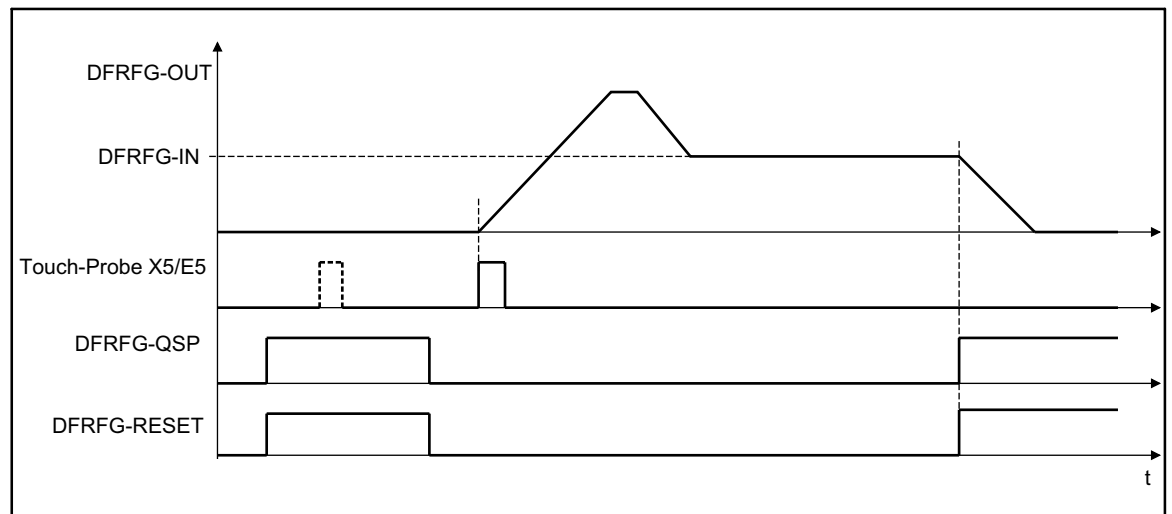 DFRFG-OUT
DFRFG-IN
Touch-Probe X5/E5
DFRFG-QSP
DFRFG-RESET
t